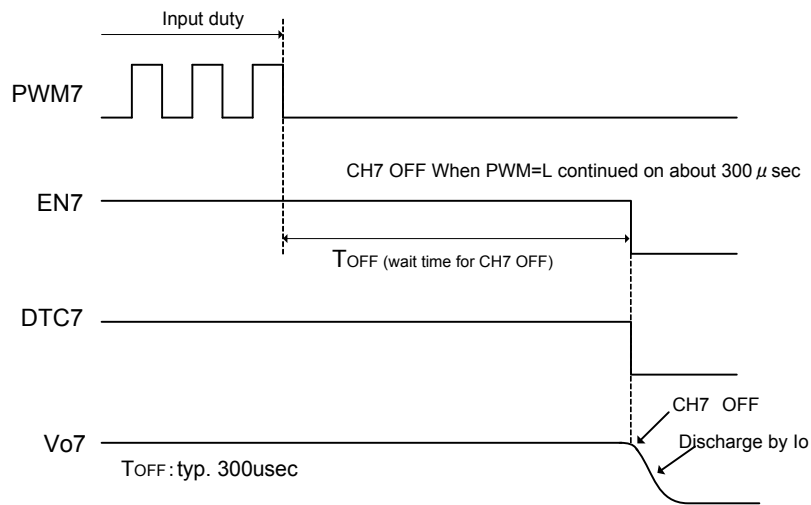 Input duty
PWM7
CH7 OFF When PWM=L continued on about 300 μ sec
EN7
TOFF (wait time for CH7 OFF)
DTC7
CH7 OFF
Vo7
Discharge by Io
TOFF : typ. 300usec